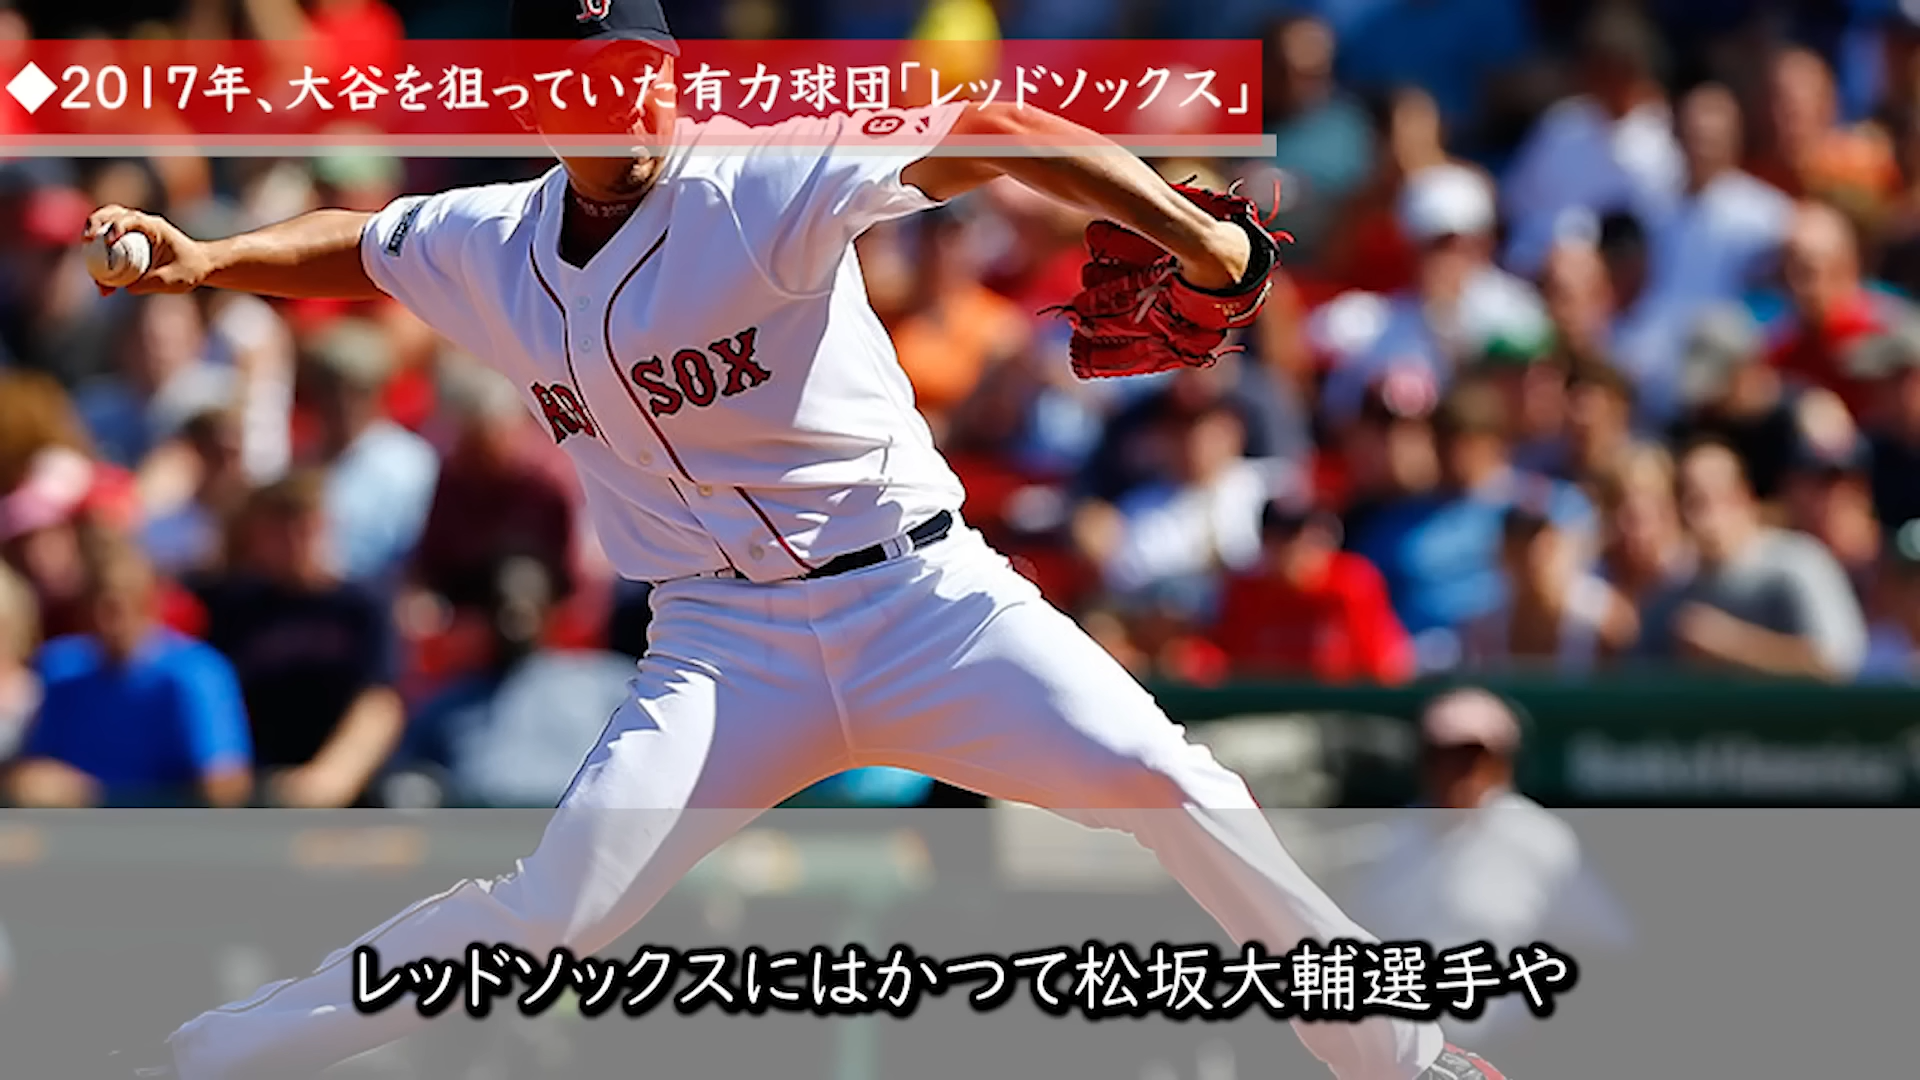 ◆2017年、大谷を狙っていた有力球団「レッドソックス」
RED SOX
レッドソックスにはかつて松坂大輔選手や